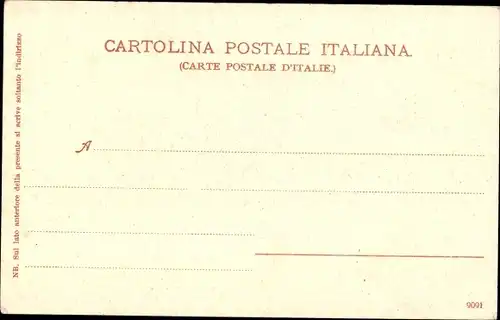 CARTOLINA POSTALE ITALIANA.
(CARTE POSTALE D'ITALIE.)
A
NB. Sul lato anteriore della presente si scrive soltanto l'indirizzo
9091